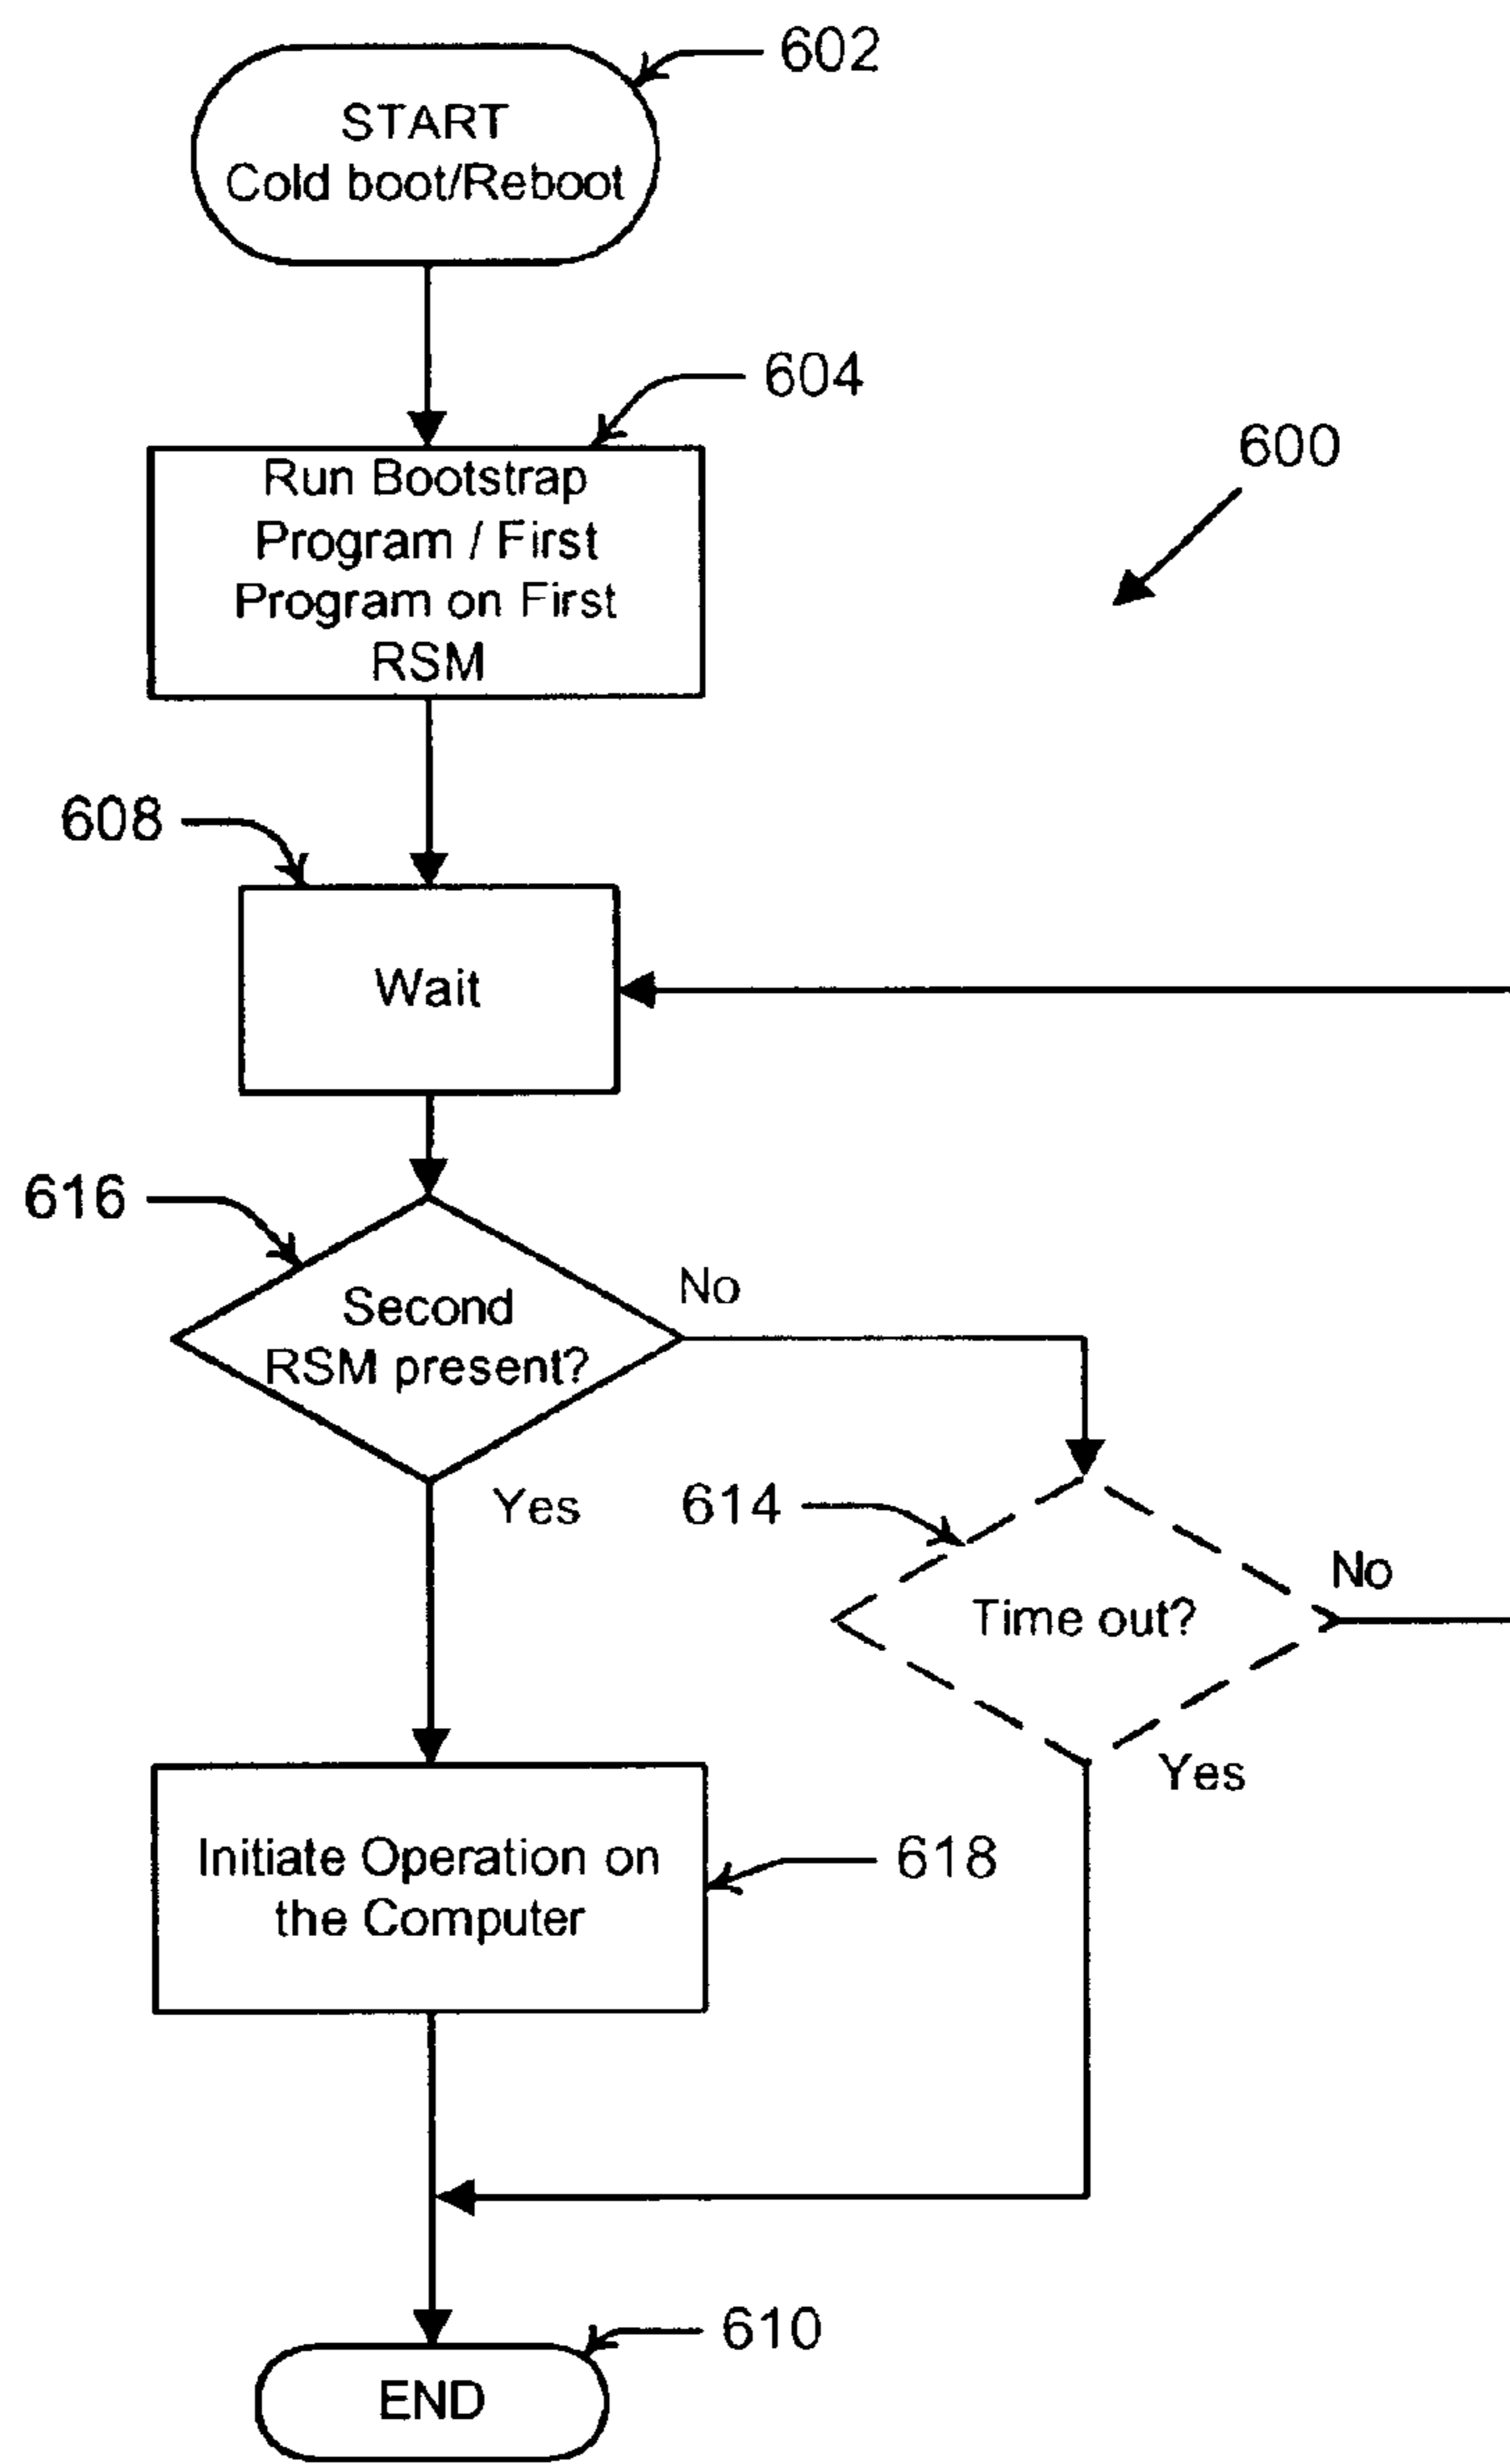 602
START
Cold boot/Reboot
604
Run Bootstrap
Program / First
Program on First
RSM
600
608
Wait
616
Second
RSM present?
No
Yes
614
Time out?
No
Yes
Initiate Operation on
the Computer
618
610
END